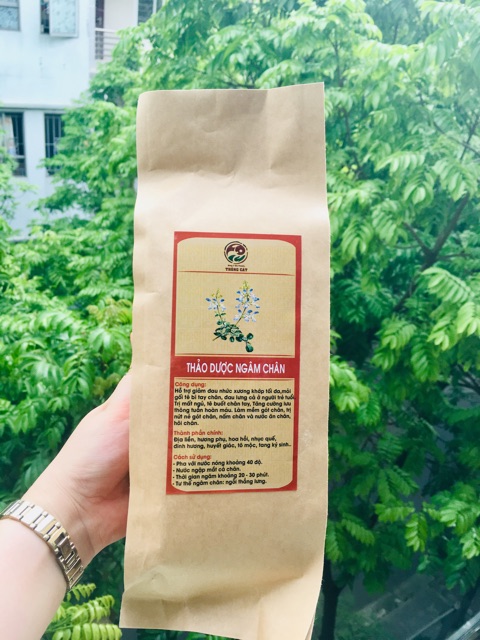 THẢO DƯỢC NGÂM CHÂN
Công dụng:
Hỗ trợ giảm đau nhức xương khớp tối đa,mỏi
gối tê bì tay chân, đau lưng cả ở người trẻ tuổi.
Trị mất ngủ, tê buốt chân tay, Tăng cường lưu
thông tuần hoàn máu. Làm mềm gót chân, trị
nứt nẻ gót chân, nấm chân và nước ăn chân,
hôi chân.
Thành phần chính:
Địa liền, hương phụ, hoa hồi, nhục quế,
đinh hương, huyết giác, tô mộc, tang ký sinh..
Cách sử dụng:
- Pha với nước nóng khoảng 40 độ.
- Nước ngập mắt cá chân.
- Thời gian ngâm khoảng 20 - 30 phút.
- Tư thế ngâm chân: ngồi thẳng lưng.